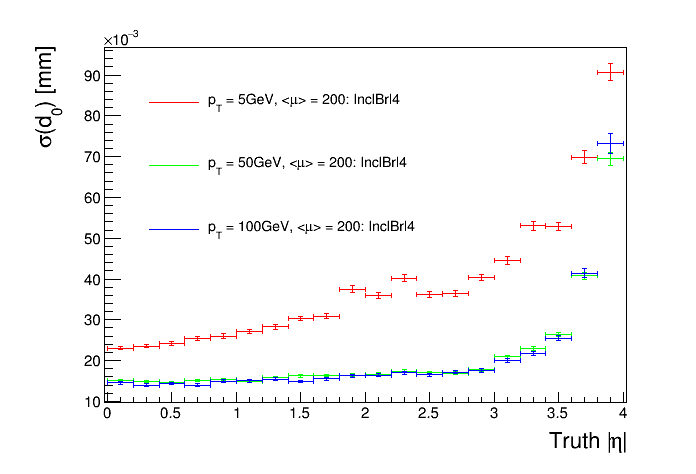 ×10⁻³
σ(d₀) [mm]
p_T = 5GeV, <μ> = 200: InclBrl4
p_T = 50GeV, <μ> = 200: InclBrl4
p_T = 100GeV, <μ> = 200: InclBrl4
90
80
70
60
50
40
30
20
10
0 0.5 1 1.5 2 2.5 3 3.5 4
Truth |η|